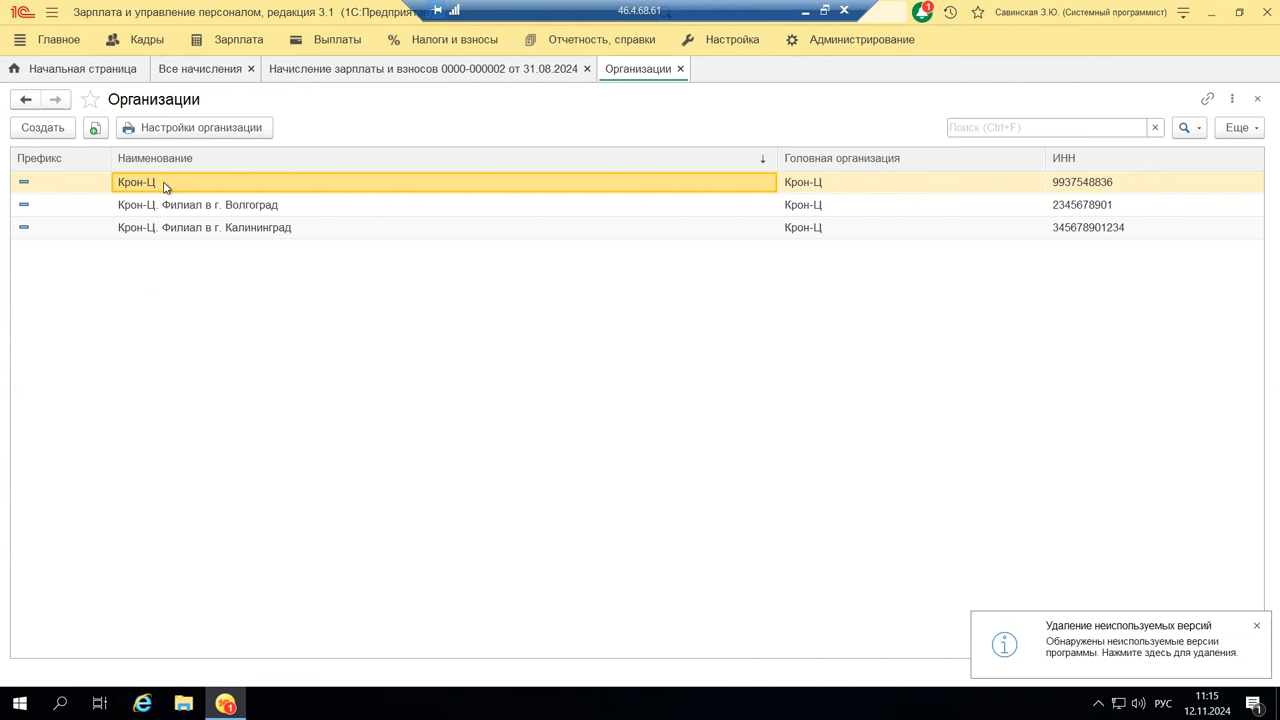 Зарплата и управление персоналом, редакция 3.1 (1С:Предприятие
46.4.68.61
1
Савинская З.Ю. (Системный программист)
Главное
Кадры
Зарплата
Выплаты
% Налоги и взносы
Отчетность, справки
Настройка
Администрирование
Начальная страница
Все начисления ×
Начисление зарплаты и взносов 0000-000002 от 31.08.2024 ×
Организации ×
Организации
Создать
Настройки организации
Поиск (Ctrl+F)
×
Еще
Префикс Наименование ↓ Головная организация ИНН
Крон-Ц Крон-Ц 9937548836
Крон-Ц. Филиал в г. Волгоград Крон-Ц 2345678901
Крон-Ц. Филиал в г. Калининград Крон-Ц 345678901234
Удаление неиспользуемых версий
Обнаружены неиспользуемые версии
программы. Нажмите здесь для удаления.
РУС
11:15
12.11.2024
1